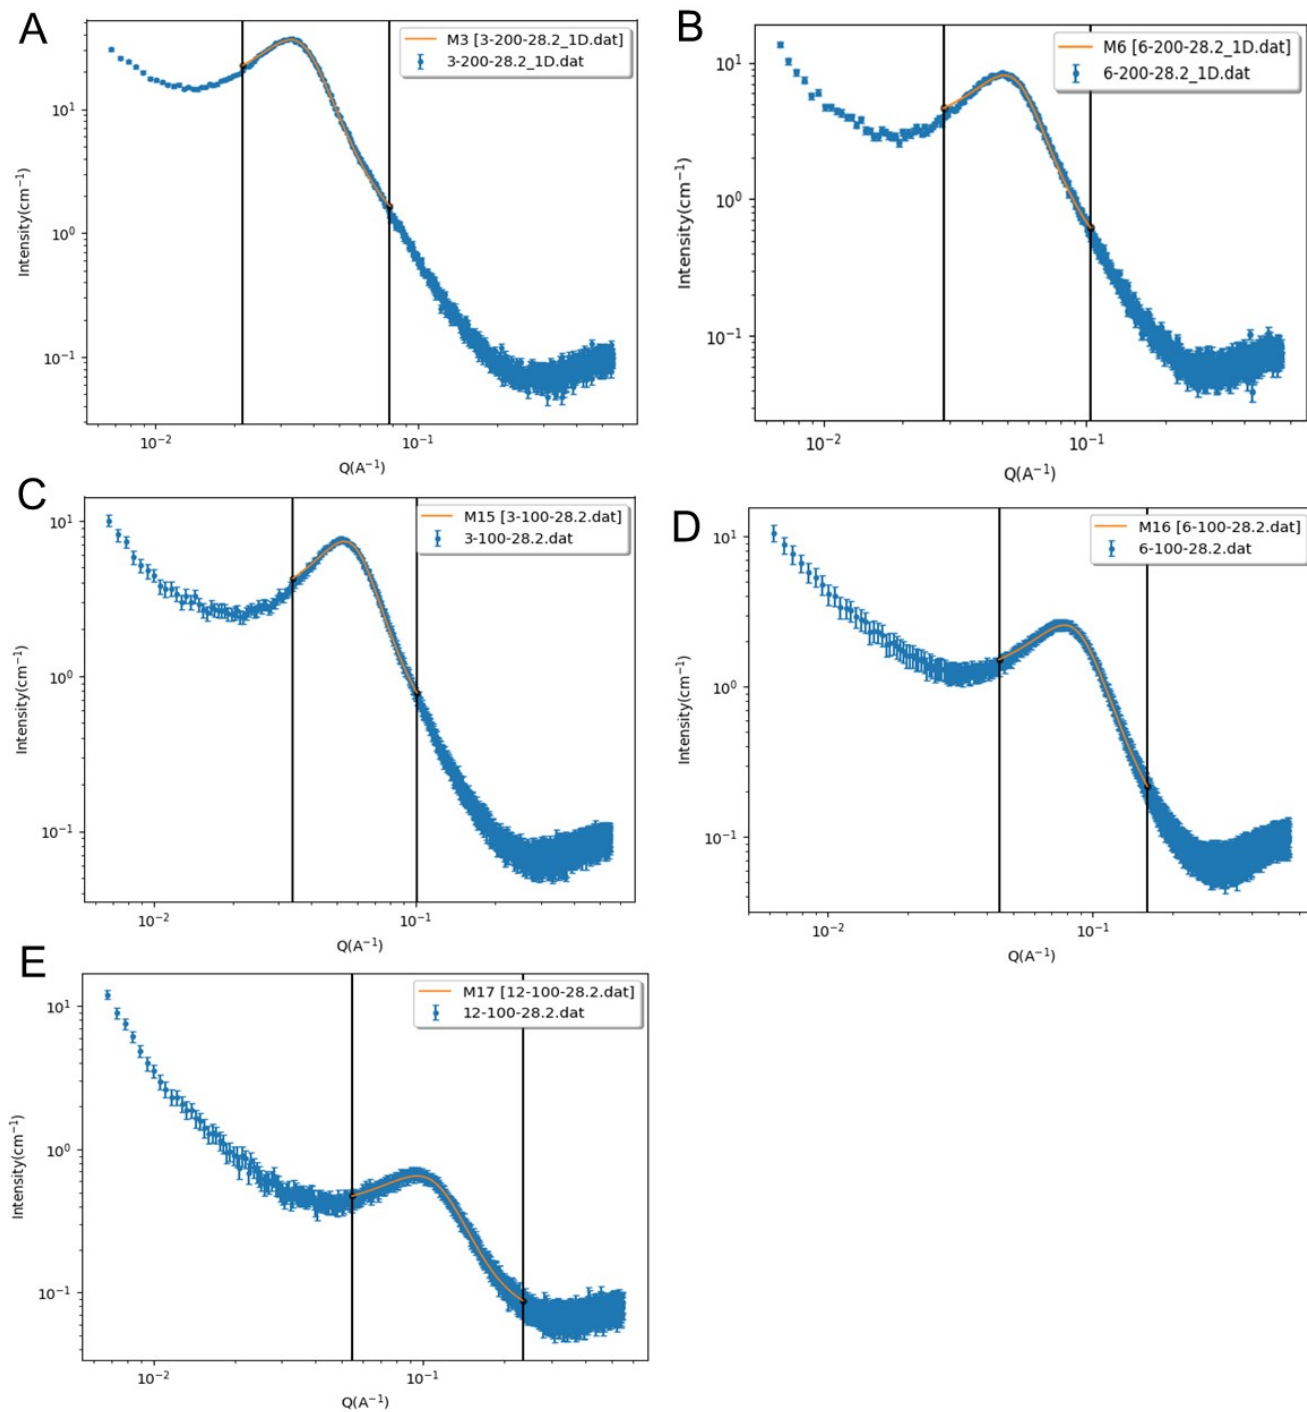 A
M3 [3-200-28.2_1D.dat]
3-200-28.2_1D.dat
Intensity(cm⁻¹)
10¹
10⁰
10⁻¹
10⁻² 10⁻¹
Q(A⁻¹)
B
M6 [6-200-28.2_1D.dat]
6-200-28.2_1D.dat
Intensity(cm⁻¹)
10¹
10⁰
10⁻¹
10⁻² 10⁻¹
Q(A⁻¹)
C
M15 [3-100-28.2.dat]
3-100-28.2.dat
Intensity(cm⁻¹)
10¹
10⁰
10⁻¹
10⁻² 10⁻¹
Q(A⁻¹)
D
M16 [6-100-28.2.dat]
6-100-28.2.dat
Intensity(cm⁻¹)
10¹
10⁰
10⁻¹
10⁻² 10⁻¹
Q(A⁻¹)
E
M17 [12-100-28.2.dat]
12-100-28.2.dat
Intensity(cm⁻¹)
10¹
10⁰
10⁻¹
10⁻² 10⁻¹
Q(A⁻¹)